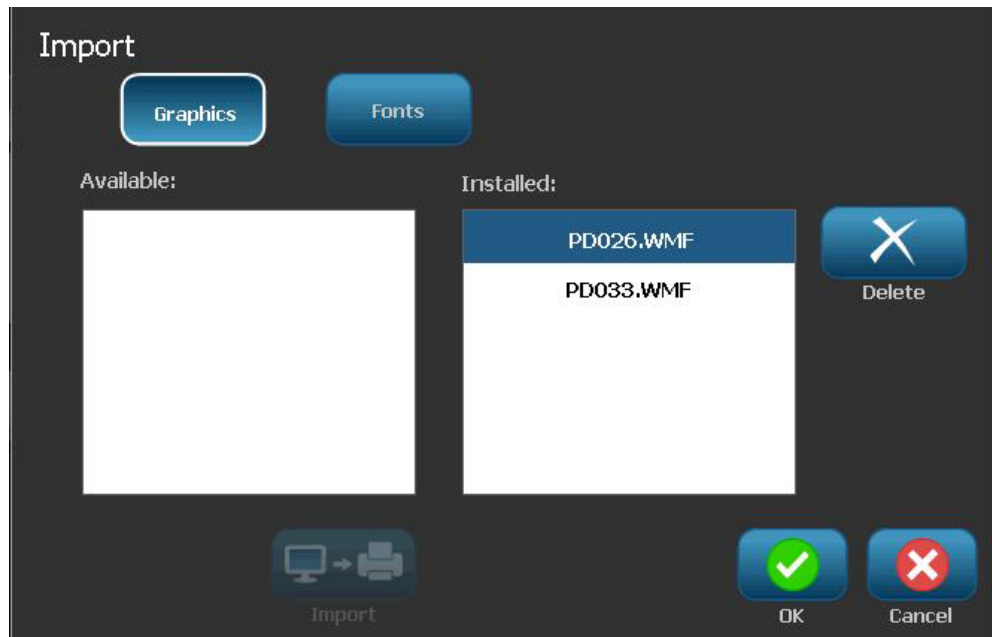 Import
Graphics
Fonts
Available:
Installed:
PD026.WMF
PD033.WMF
Delete
Import
OK
Cancel